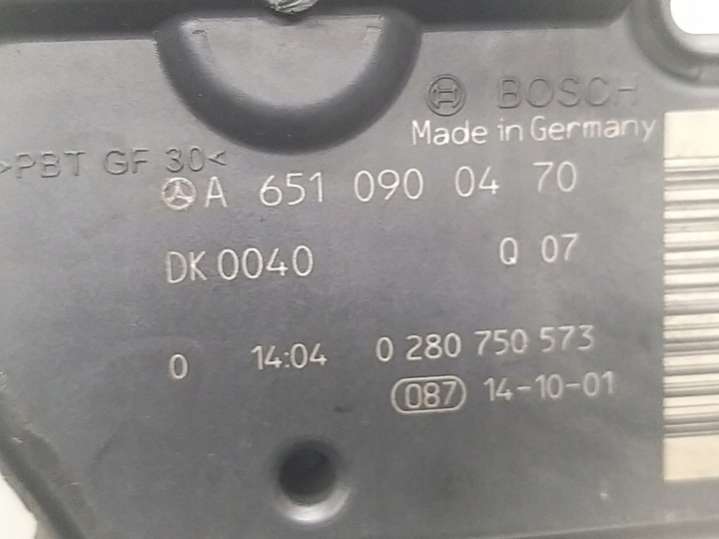 BOSCH
Made in Germany
>PBT GF 30<
A 651 090 04 70
DK 0040 Q 07
0 14:04 0 280 750 573
087 14-10-01